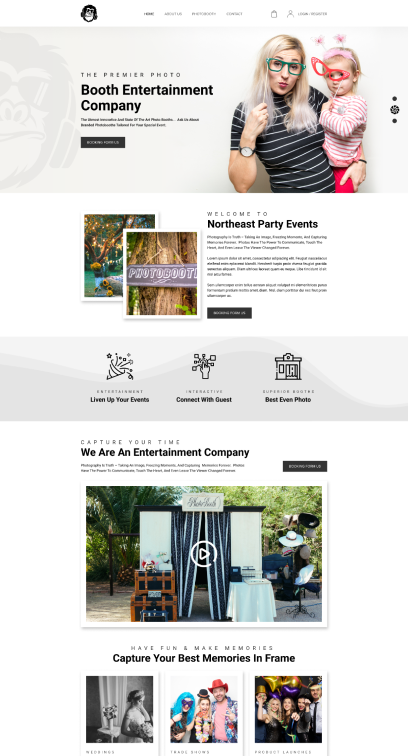 HOME ABOUT US PHOTOBOOTH CONTACT LOGIN / REGISTER
THE PREMIER PHOTO
Booth Entertainment
Company
The Utmost Innovative And State Of The Art Photo Booths... Ask Us About
Branded Photobooths Tailored For Your Special Event.
BOOKING FORM US
WELCOME TO
Northeast Party Events
Photography Is Truth – Taking An Image, Freezing Moments, And Capturing
Memories Forever. Photos Have The Power To Communicate, Touch The
Heart, And Even Leave The Viewer Changed Forever.
PHOTOBOOTH
Lorem ipsum dolor sit amet, consectetur adipiscing elit.
BOOKING FORM US
ENTERTAINMENT INTERACTIVE SUPERIOR BOOTHS
Liven Up Your Events Connect With Guest Best Even Photo
CAPTURE YOUR TIME
We Are An Entertainment Company
Photography Is Truth – Taking An Image, Freezing Moments, And Capturing Memories Forever. Photos
Have The Power To Communicate, Touch The Heart, And Even Leave The Viewer Changed Forever.
BOOKING FORM US
Photo Booth
HAVE FUN & MAKE MEMORIES
Capture Your Best Memories In Frame
WEDDINGS TRADE SHOWS PRODUCT LAUNCHES